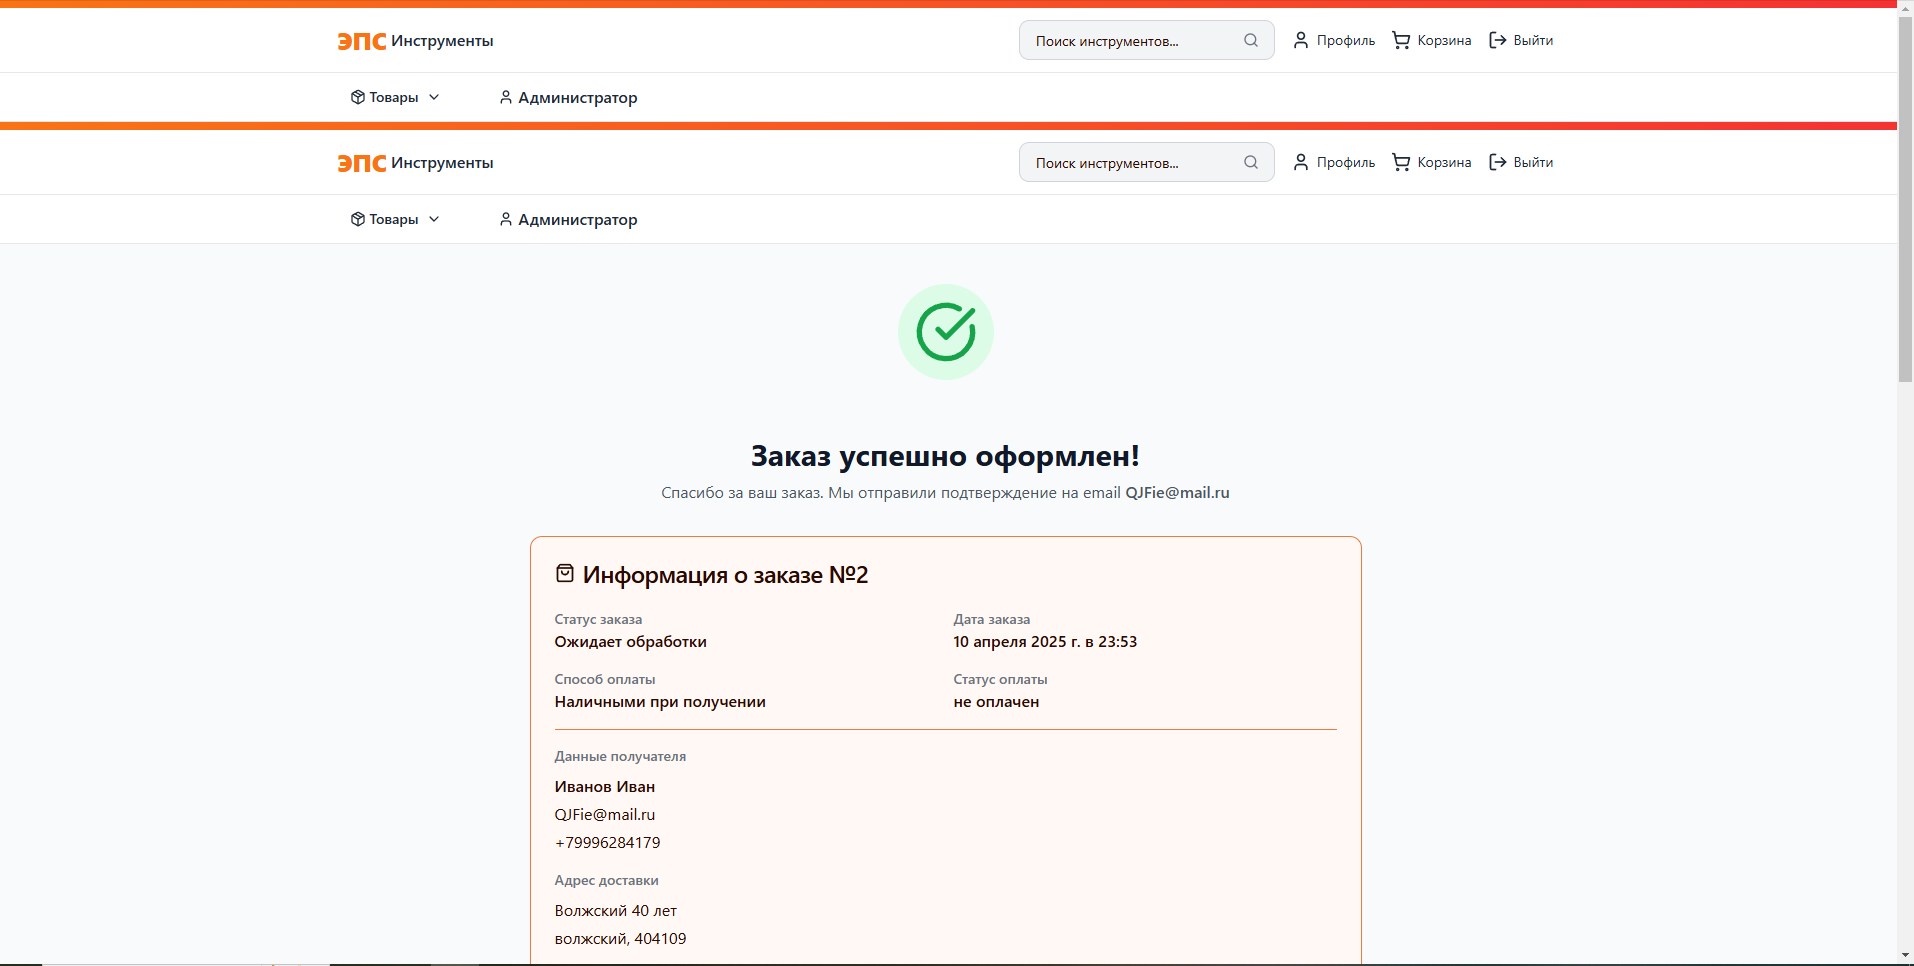 ЭПС Инструменты Поиск инструментов... Профиль Корзина Выйти
Товары Администратор
ЭПС Инструменты Поиск инструментов... Профиль Корзина Выйти
Товары Администратор
Заказ успешно оформлен!
Спасибо за ваш заказ. Мы отправили подтверждение на email QJFie@mail.ru
Информация о заказе №2
Статус заказа Дата заказа
Ожидает обработки 10 апреля 2025 г. в 23:53
Способ оплаты Статус оплаты
Наличными при получении не оплачен
Данные получателя
Иванов Иван
QJFie@mail.ru
+79996284179
Адрес доставки
Волжский 40 лет
волжский, 404109